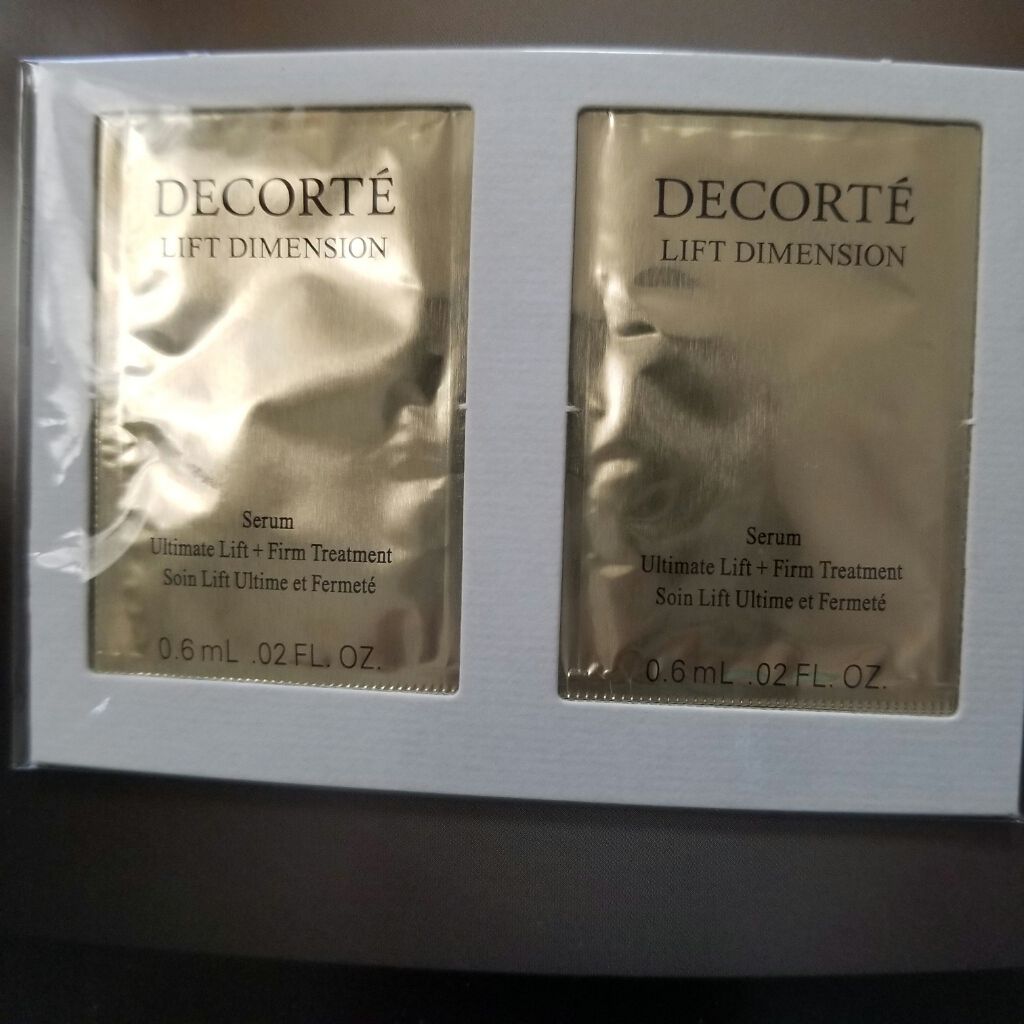 DECORTÉ
LIFT DIMENSION
Serum
Ultimate Lift + Firm Treatment
Soin Lift Ultime et Fermeté
0.6 mL .02 FL. OZ.
DECORTÉ
LIFT DIMENSION
Serum
Ultimate Lift + Firm Treatment
Soin Lift Ultime et Fermeté
0.6 mL .02 FL. OZ.